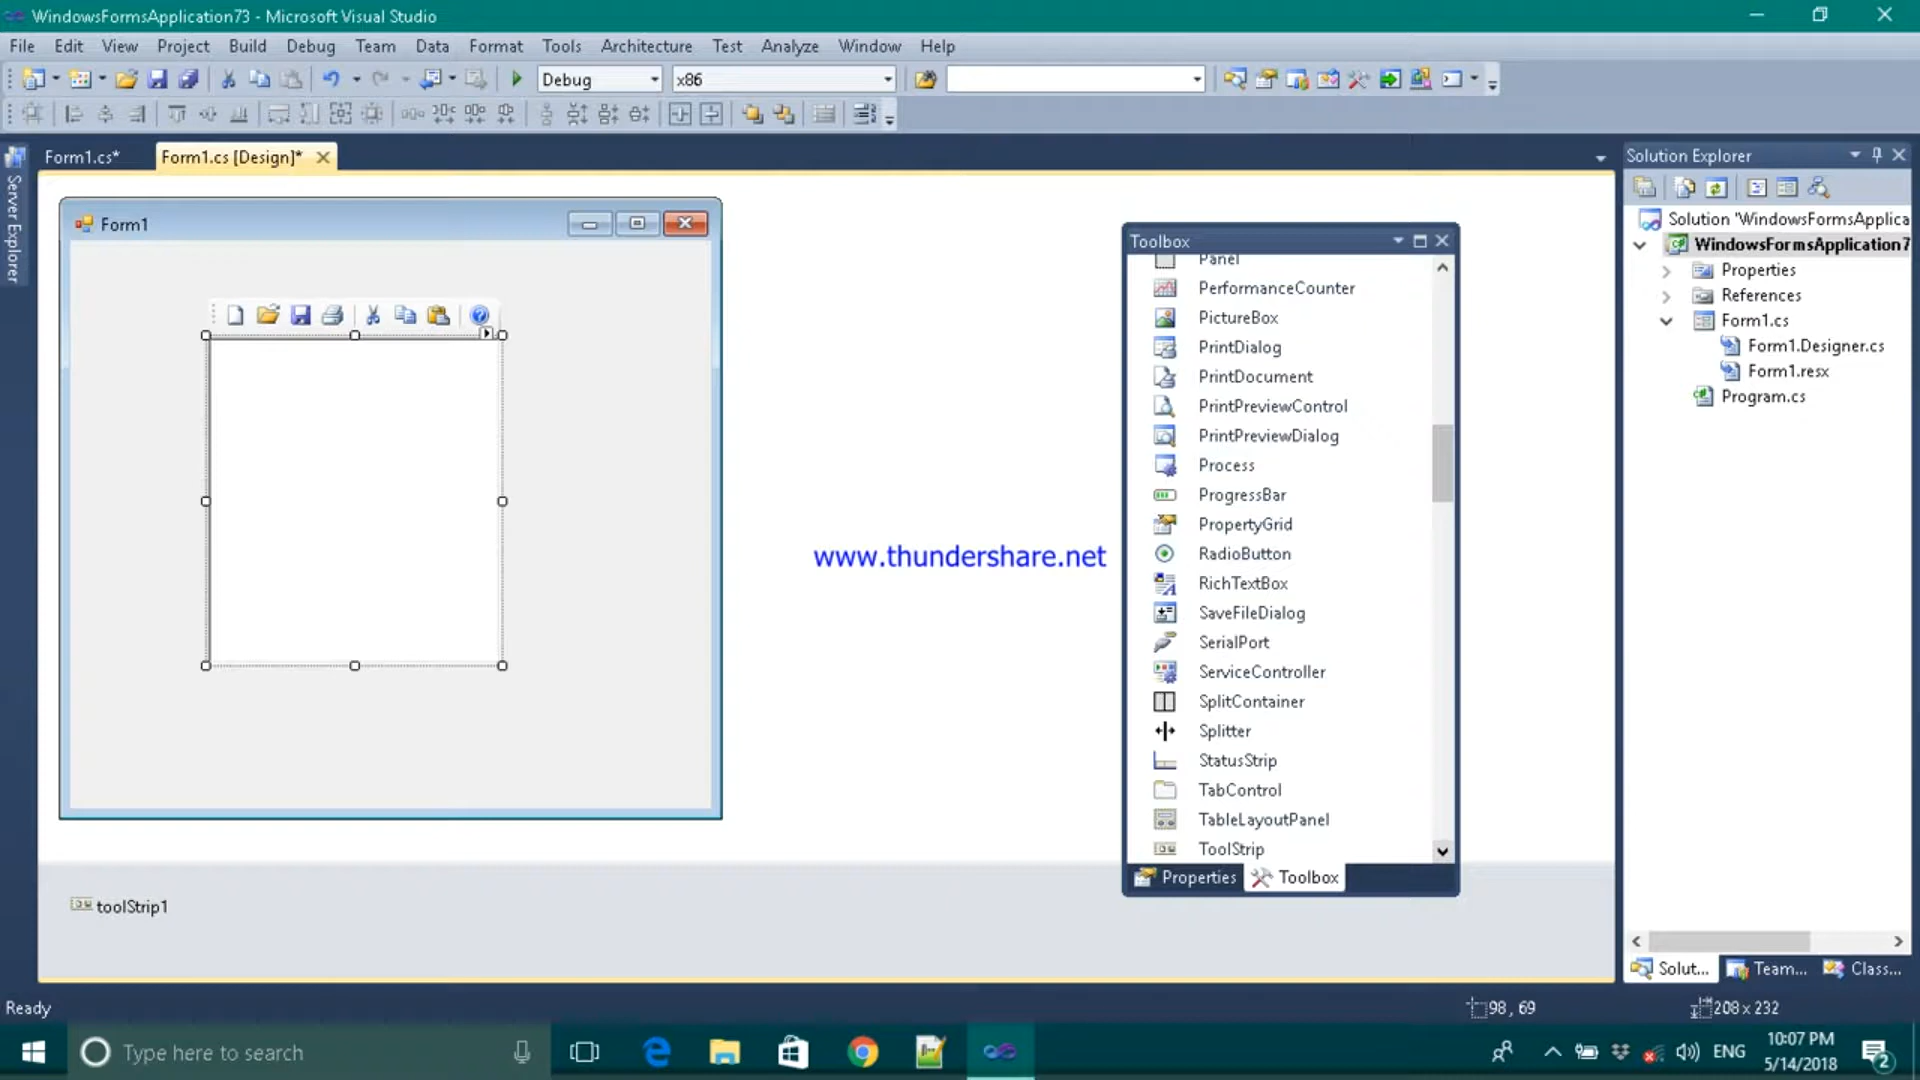 WindowsFormsApplication73 - Microsoft Visual Studio
File Edit View Project Build Debug Team Data Format Tools Architecture Test Analyze Window Help
Debug x86
Form1.cs* Form1.cs [Design]*
Server Explorer
Form1
www.thundershare.net
Toolbox
Panel
PerformanceCounter
PictureBox
PrintDialog
PrintDocument
PrintPreviewControl
PrintPreviewDialog
Process
ProgressBar
PropertyGrid
RadioButton
RichTextBox
SaveFileDialog
SerialPort
ServiceController
SplitContainer
Splitter
StatusStrip
TabControl
TableLayoutPanel
ToolStrip
Properties Toolbox
Solution Explorer
Solution 'WindowsFormsApplica
WindowsFormsApplication7
Properties
References
Form1.cs
Form1.Designer.cs
Form1.resx
Program.cs
Solut... Team... Class...
toolStrip1
Ready 98 , 69 208 x 232
Type here to search
ENG
10:07 PM
5/14/2018
2